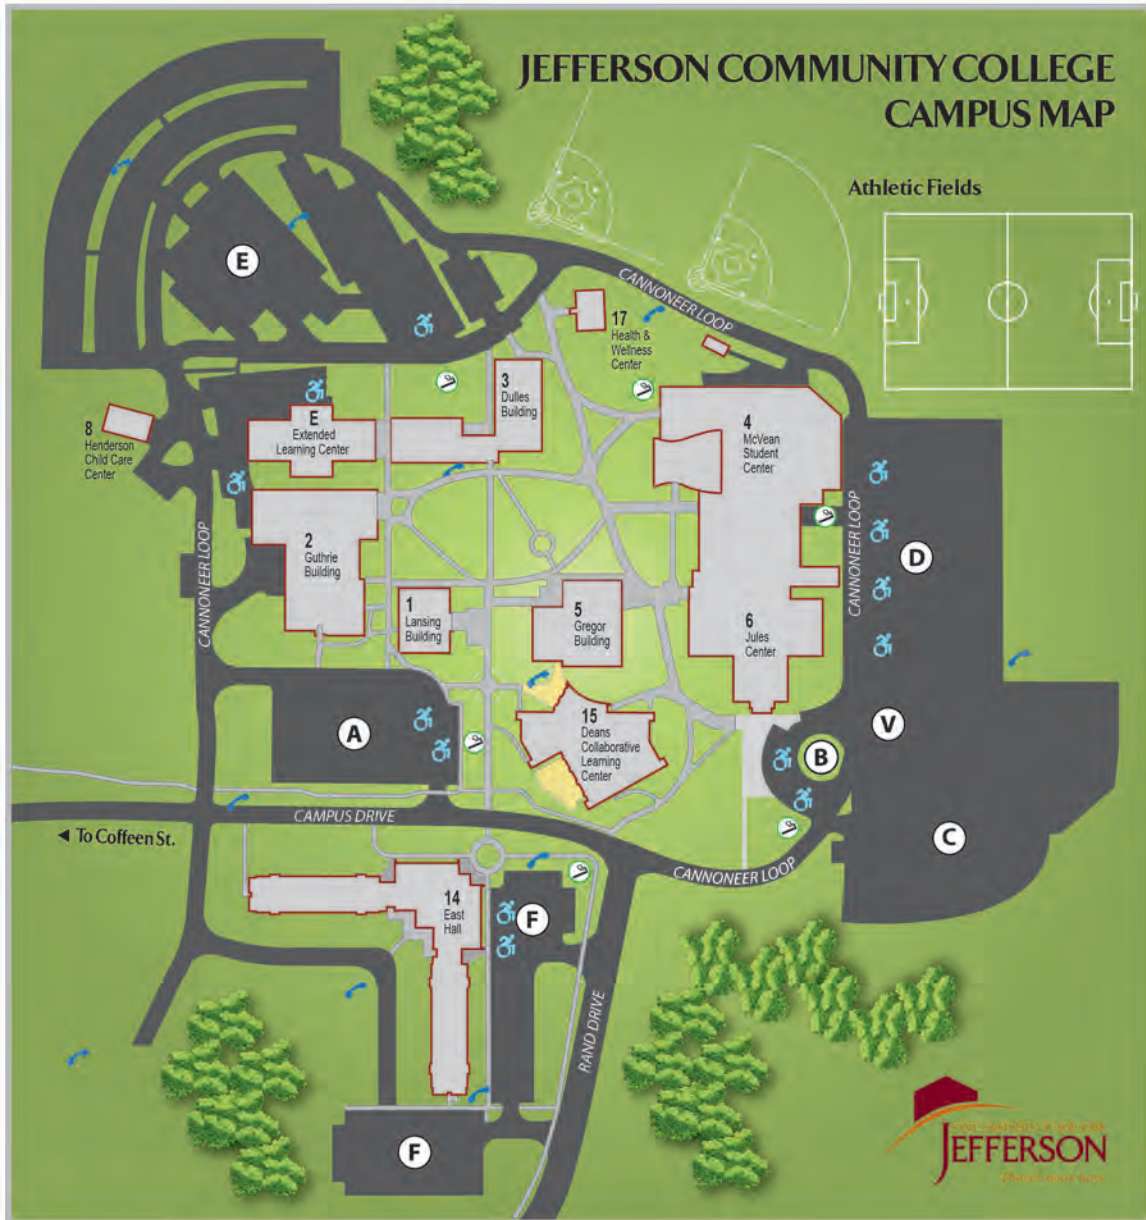 JEFFERSON COMMUNITY COLLEGE
CAMPUS MAP
Athletic Fields
E
CANNONEER LOOP
17
Health &
Wellness
Center
3
Dulles
Building
E
Extended
Learning Center
8
Henderson
Child Care
Center
4
McVean
Student
Center
2
Guthrie
Building
CANNONEER LOOP
CANNONEER LOOP
D
1
Lansing
Building
5
Gregor
Building
6
Jules
Center
A
15
Deans
Collaborative
Learning
Center
V
B
C
CAMPUS DRIVE
To Coffeen St.
CANNONEER LOOP
14
East
Hall
F
RAND DRIVE
F
JEFFERSON